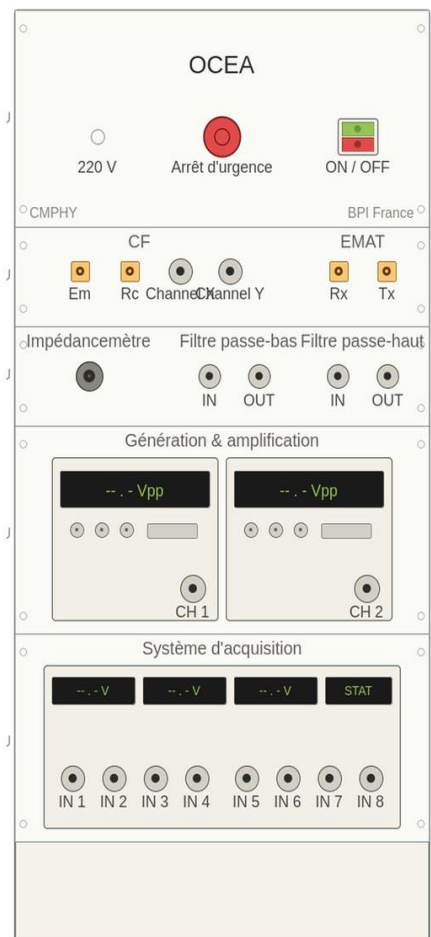 OCEA
220 V
Arrêt d'urgence
ON / OFF
CMPHY
BPI France
CF
EMAT
Em
Rc
Channel X
Channel Y
Rx
Tx
Impédancemètre
Filtre passe-bas
Filtre passe-haut
IN
OUT
IN
OUT
Génération & amplification
-- . - Vpp
-- . - Vpp
CH 1
CH 2
Système d'acquisition
-- . - V
-- . - V
-- . - V
STAT
IN 1
IN 2
IN 3
IN 4
IN 5
IN 6
IN 7
IN 8